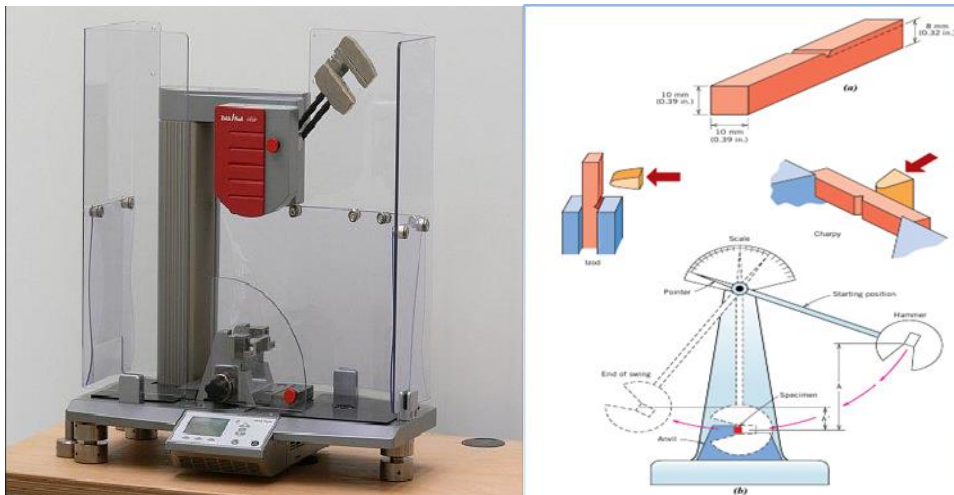 8 mm
(0.32 in.)
10 mm
(0.39 in.)
(a)
10 mm
(0.39 in.)
Izod
Charpy
Scale
Pointer
Starting position
Hammer
End of swing
A
Specimen
A'
Anvil
(b)